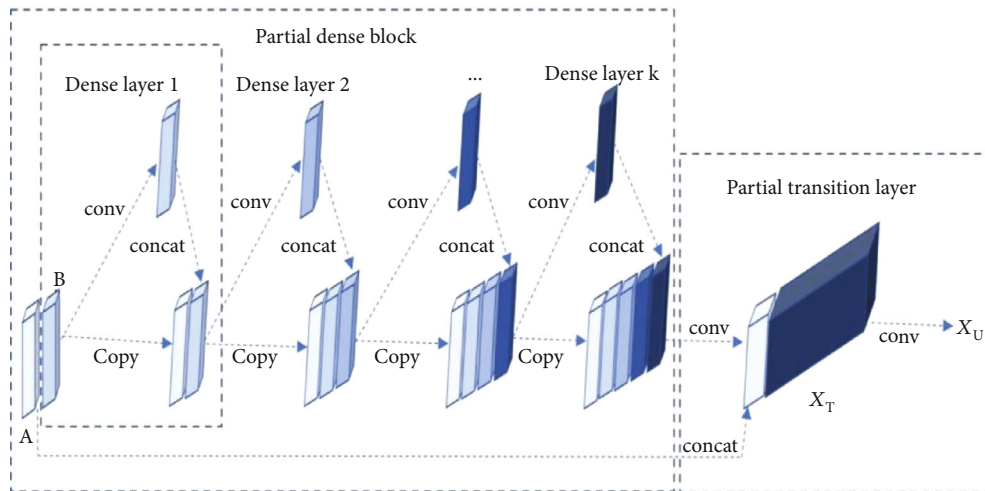 Partial dense block
Dense layer 1
Dense layer 2
...
Dense layer k
Partial transition layer
conv
conv
conv
conv
concat
concat
concat
concat
B
Copy
Copy
Copy
Copy
conv
conv
X_U
X_T
A
concat